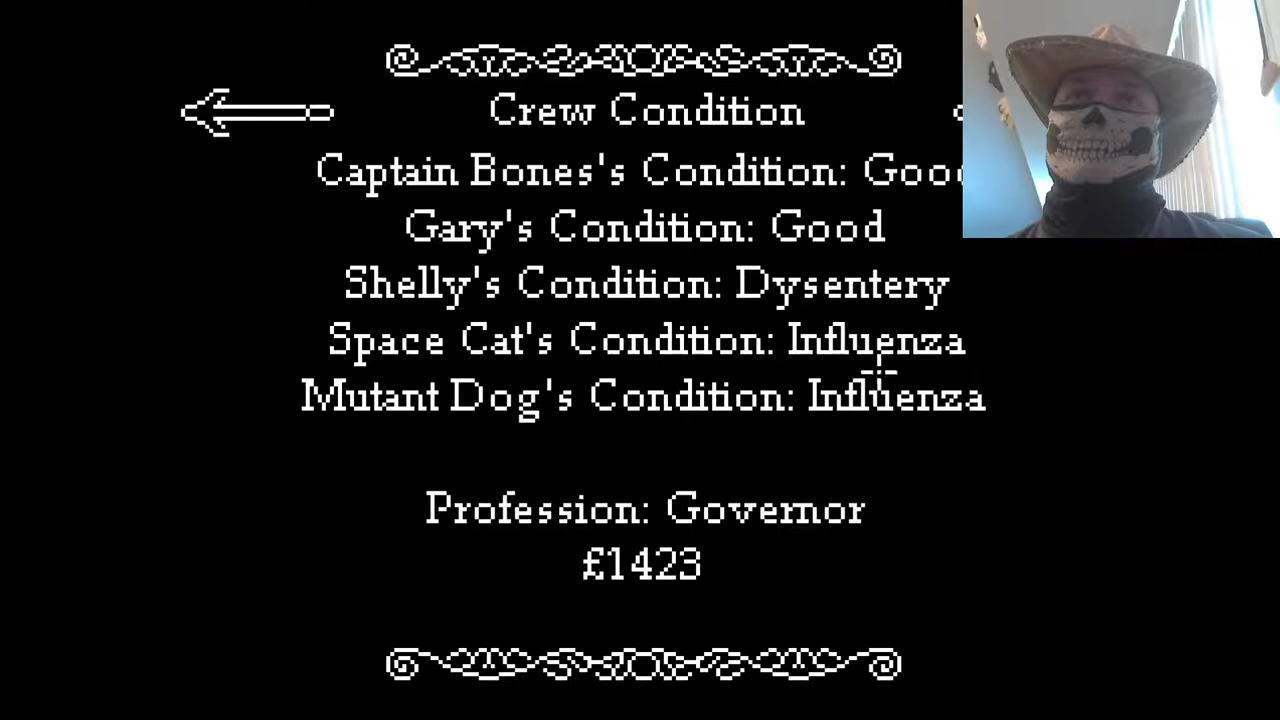 Crew Condition
Captain Bones's Condition: Good
Gary's Condition: Good
Shelly's Condition: Dysentery
Space Cat's Condition: Influenza
Mutant Dog's Condition: Influenza
Profession: Governor
£1423